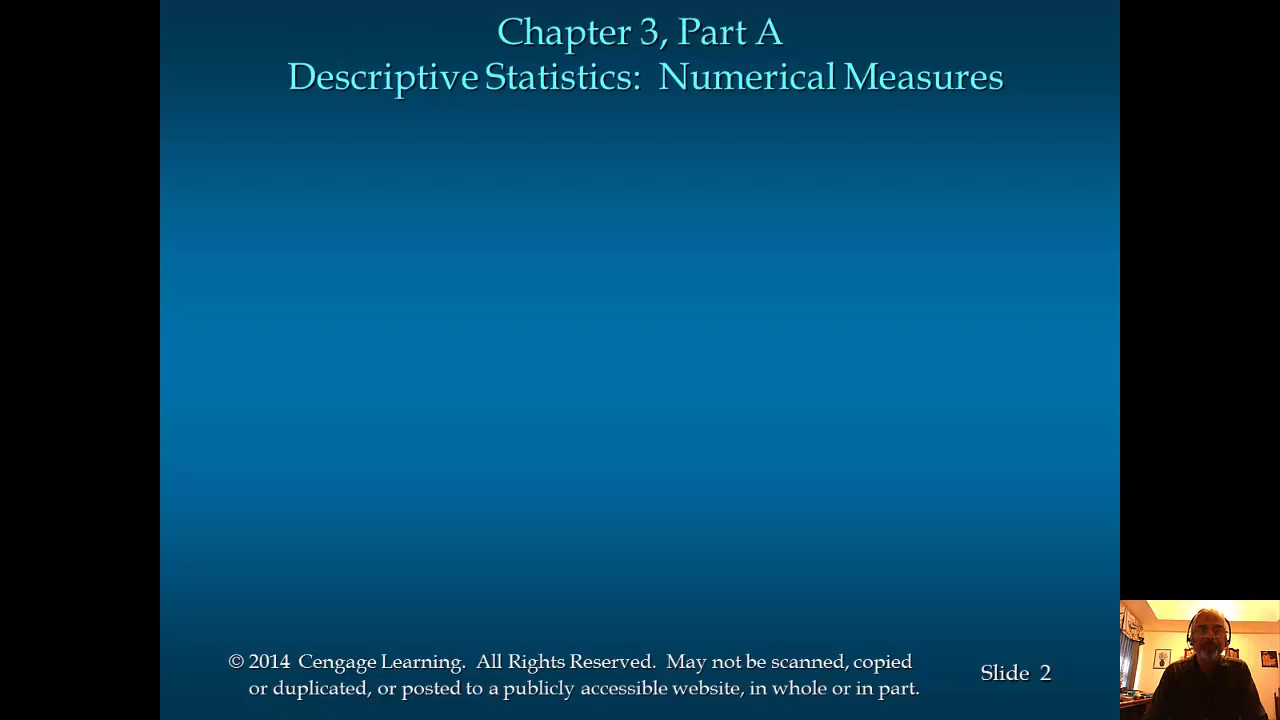 Chapter 3, Part A
Descriptive Statistics: Numerical Measures
© 2014 Cengage Learning. All Rights Reserved. May not be scanned, copied
or duplicated, or posted to a publicly accessible website, in whole or in part.
Slide 2